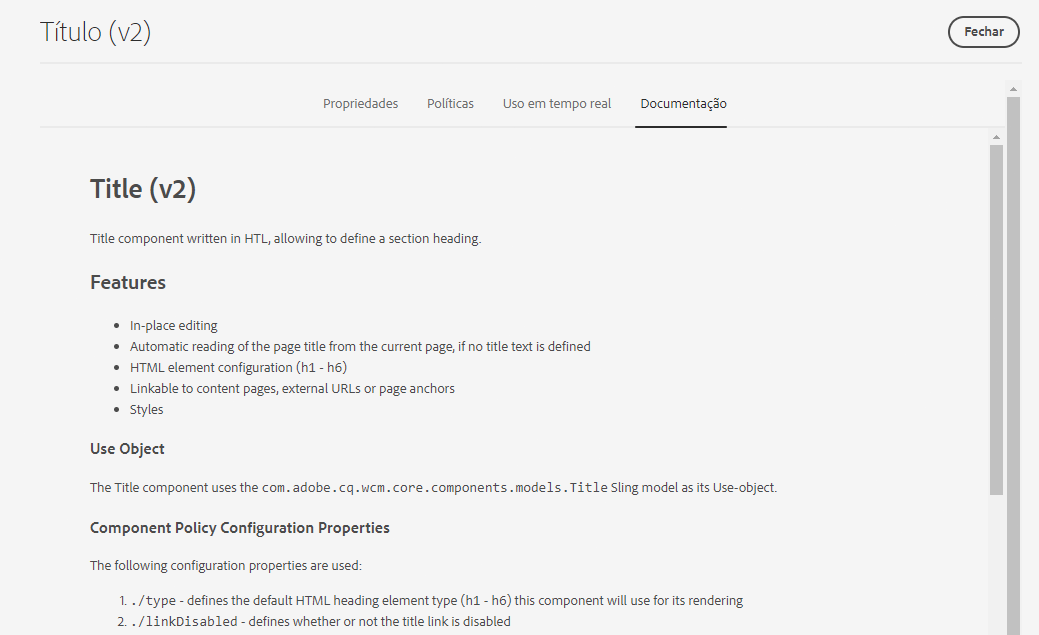 Título (v2)
Fechar
Propriedades Políticas Uso em tempo real Documentação
Title (v2)
Title component written in HTL, allowing to define a section heading.
Features
In-place editing
Automatic reading of the page title from the current page, if no title text is defined
HTML element configuration (h1 - h6)
Linkable to content pages, external URLs or page anchors
Styles
Use Object
The Title component uses the com.adobe.cq.wcm.core.components.models.Title Sling model as its Use-object.
Component Policy Configuration Properties
The following configuration properties are used:
1. ./type - defines the default HTML heading element type (h1 - h6) this component will use for its rendering
2. ./linkDisabled - defines whether or not the title link is disabled